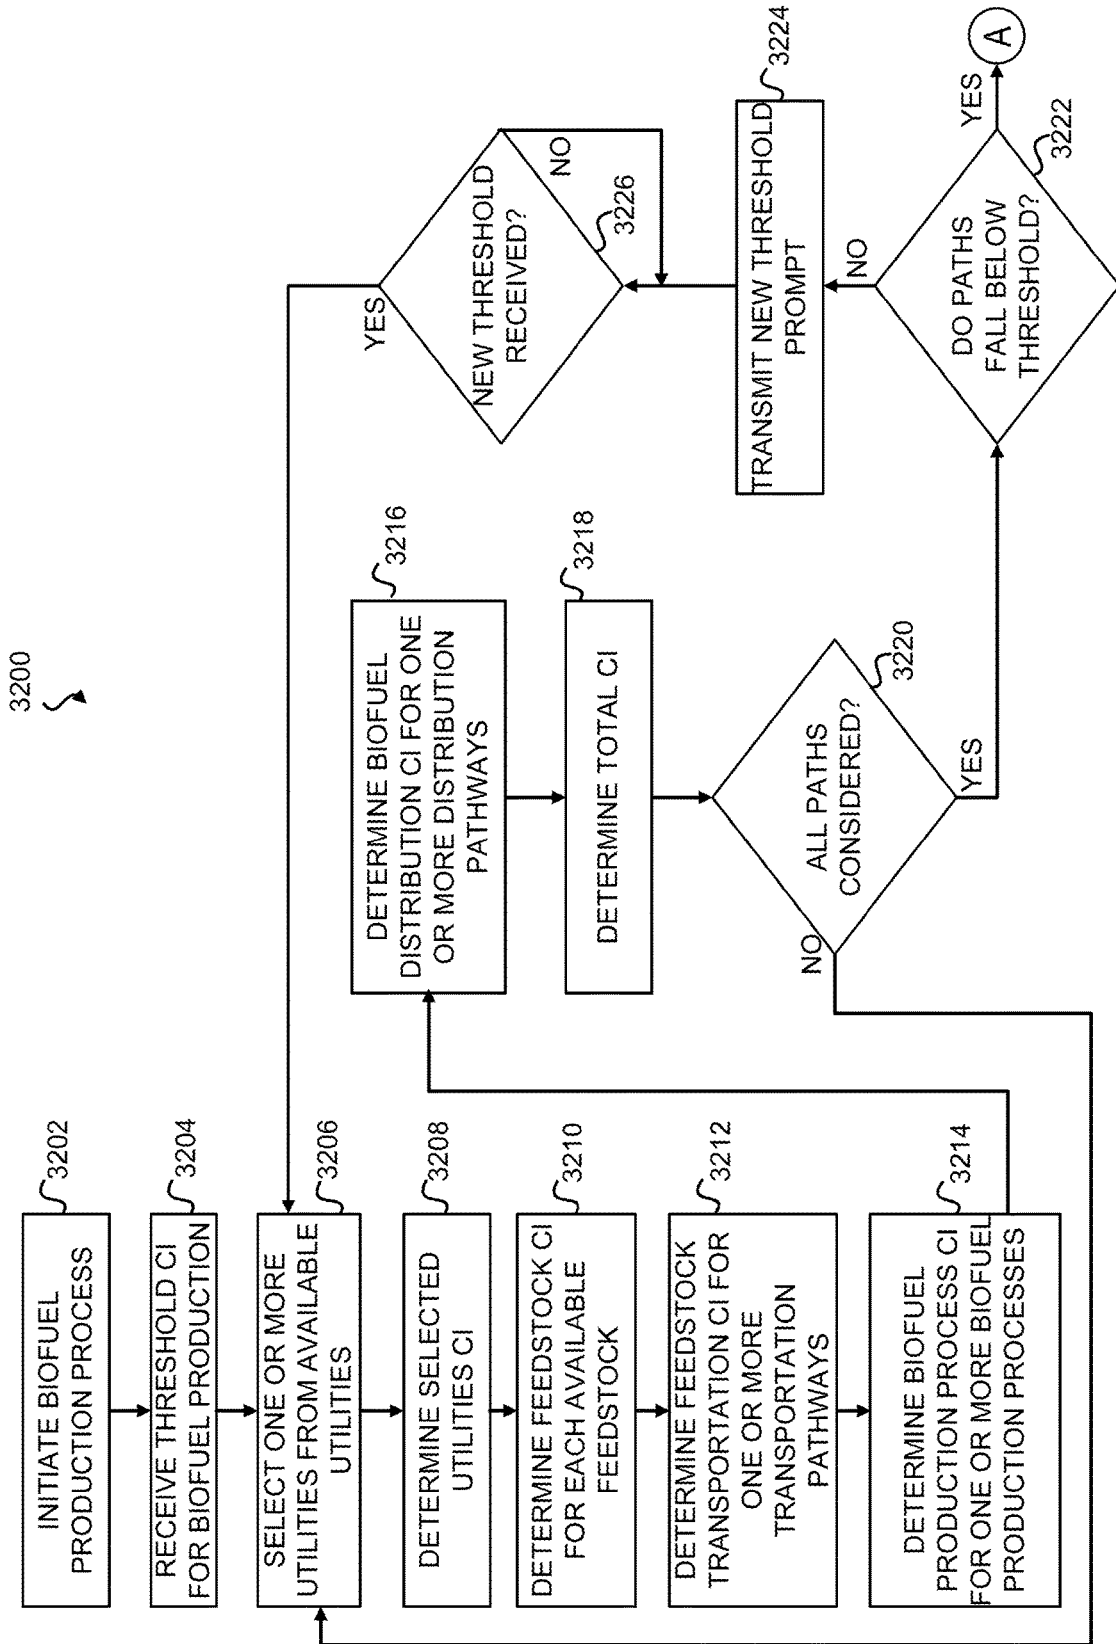 3200
INITIATE BIOFUEL
PRODUCTION PROCESS
3202
RECEIVE THRESHOLD CI
FOR BIOFUEL PRODUCTION
3204
SELECT ONE OR MORE
UTILITIES FROM AVAILABLE
UTILITIES
3206
DETERMINE SELECTED
UTILITIES CI
3208
DETERMINE FEEDSTOCK CI
FOR EACH AVAILABLE
FEEDSTOCK
3210
DETERMINE FEEDSTOCK
TRANSPORTATION CI FOR
ONE OR MORE
TRANSPORTATION
PATHWAYS
3212
DETERMINE BIOFUEL
PRODUCTION PROCESS CI
FOR ONE OR MORE BIOFUEL
PRODUCTION PROCESSES
3214
DETERMINE BIOFUEL
DISTRIBUTION CI FOR ONE
OR MORE DISTRIBUTION
PATHWAYS
3216
DETERMINE TOTAL CI
3218
ALL PATHS
CONSIDERED?
3220
NO
YES
DO PATHS
FALL BELOW
THRESHOLD?
3222
NO
YES
A
TRANSMIT NEW THRESHOLD
PROMPT
3224
NEW THRESHOLD
RECEIVED?
3226
NO
YES